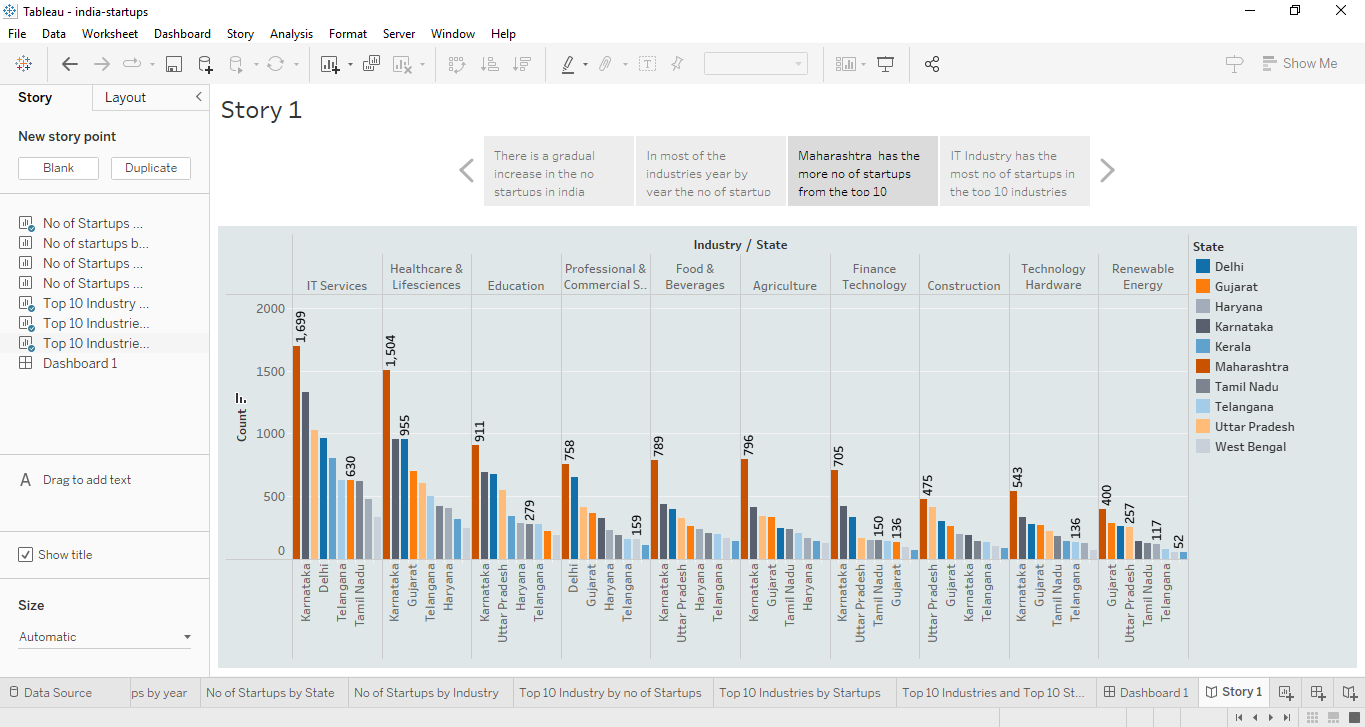 Tableau - india-startups
File Data Worksheet Dashboard Story Analysis Format Server Window Help
Show Me
Story Layout
New story point
Blank Duplicate
No of Startups ...
No of startups b...
No of Startups ...
No of Startups ...
Top 10 Industry ...
Top 10 Industrie...
Top 10 Industrie...
Dashboard 1
A Drag to add text
Show title
Size
Automatic
Story 1
There is a gradual
increase in the no
startups in india
In most of the
industries year by
year the no of startup
Maharashtra has the
more no of startups
from the top 10
IT Industry has the
most no of startups in
the top 10 industries
Industry / State
IT Services
Healthcare &
Lifesciences
Education
Professional &
Commercial S..
Food &
Beverages
Agriculture
Finance
Technology
Construction
Technology
Hardware
Renewable
Energy
Count
2000
1500
1000
500
0
1,699
630
1,504
955
911
279
758
159
789
796
705
150
136
475
543
136
400
257
117
52
Karnataka
Delhi
Telangana
Tamil Nadu
Karnataka
Gujarat
Telangana
Haryana
Karnataka
Uttar Pradesh
Haryana
Telangana
Delhi
Gujarat
Haryana
Telangana
Karnataka
Uttar Pradesh
Haryana
Telangana
Karnataka
Gujarat
Tamil Nadu
Haryana
Karnataka
Uttar Pradesh
Tamil Nadu
Gujarat
Uttar Pradesh
Gujarat
Karnataka
Telangana
Karnataka
Gujarat
Tamil Nadu
Telangana
Gujarat
Uttar Pradesh
Tamil Nadu
Telangana
State
Delhi
Gujarat
Haryana
Karnataka
Kerala
Maharashtra
Tamil Nadu
Telangana
Uttar Pradesh
West Bengal
Data Source ps by year No of Startups by State No of Startups by Industry Top 10 Industry by no of Startups Top 10 Industries by Startups Top 10 Industries and Top 10 St... Dashboard 1 Story 1